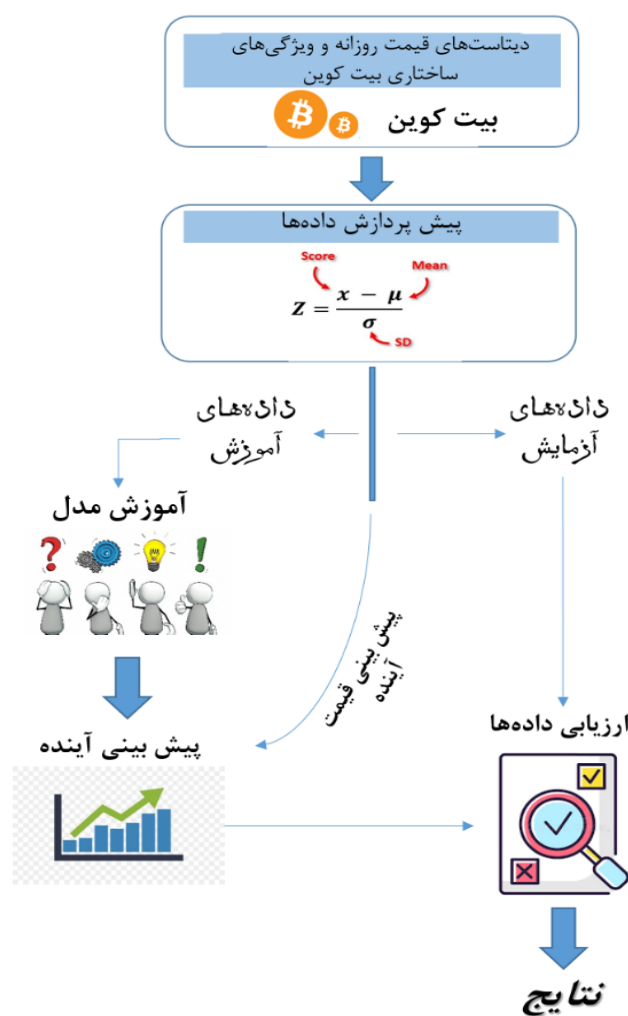 دیتاست‌های قیمت روزانه و ویژگی‌های
ساختاری بیت کوین
بیت کوین
پیش پردازش داده‌ها
Score
Mean
Z = x − μ
σ
SD
داده‌های
آزمایش
داده‌های
آموزش
آموزش مدل
پیش بینی قیمت
آینده
ارزیابی داده‌ها
پیش بینی آینده
نتایج